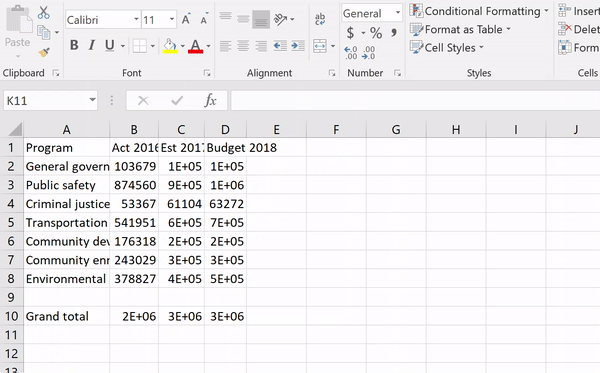 Calibri 11 A A ab General Conditional Formatting Insert
Paste B I U A $ % , Format as Table Delet
.00 .0 Cell Styles Form
Clipboard Font Alignment Number Styles Cells
K11 fx
A B C D E F G H I J
1 Program Act 2016 Est 2017 Budget 2018
2 General govern 103679 1E+05 1E+05
3 Public safety 874560 9E+05 1E+06
4 Criminal justice 53367 61104 63272
5 Transportation 541951 6E+05 7E+05
6 Community dev 176318 2E+05 2E+05
7 Community enr 243029 3E+05 3E+05
8 Environmental 378827 4E+05 5E+05
9
10 Grand total 2E+06 3E+06 3E+06
11
12
13